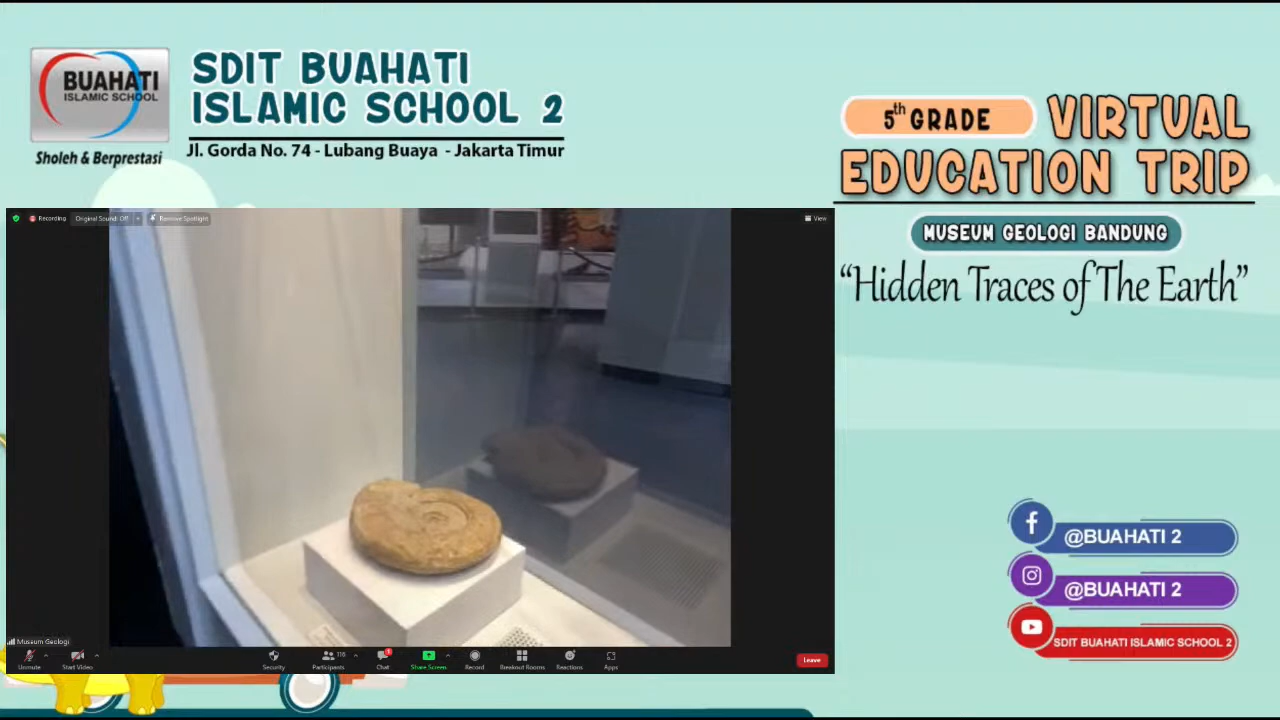 BUAHATI
ISLAMIC SCHOOL
Sholeh & Berprestasi
SDIT BUAHATI
ISLAMIC SCHOOL 2
Jl. Gorda No. 74 - Lubang Buaya - Jakarta Timur
5th GRADE VIRTUAL
EDUCATION TRIP
MUSEUM GEOLOGI BANDUNG
“Hidden Traces of The Earth”
Recording
Original Sound: Off
Remove Spotlight
View
Museum Geologi
Unmute
Start Video
Security
Participants
116
Chat
1
Share Screen
Record
Breakout Rooms
Reactions
Apps
Leave
@BUAHATI 2
@BUAHATI 2
SDIT BUAHATI ISLAMIC SCHOOL 2